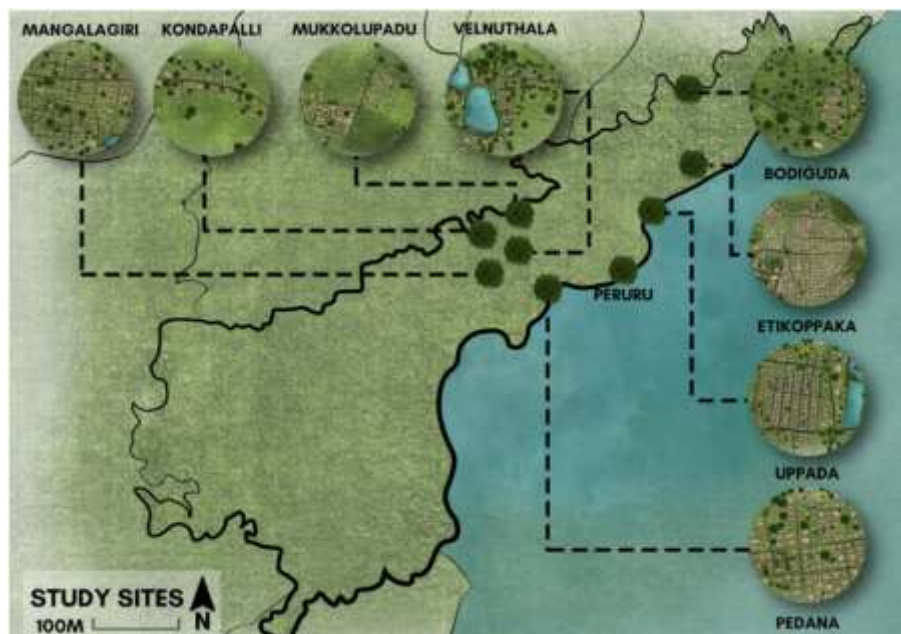 MANGALAGIRI KONDAPALLI MUKKOLUPADU VELNUTHALA
BODIGUDA
PERURU
ETIKOPPAKA
UPPADA
STUDY SITES
100M
N
PEDANA